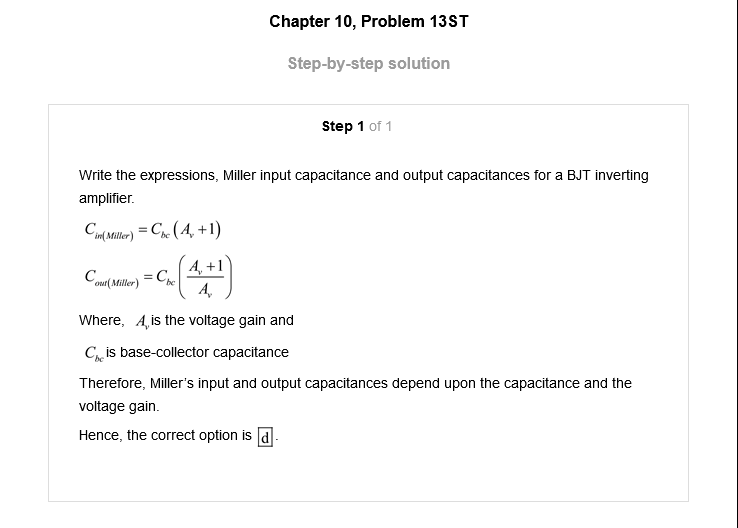 Chapter 10, Problem 13ST
Step-by-step solution
Step 1 of 1
Write the expressions, Miller input capacitance and output capacitances for a BJT inverting
amplifier.
C_{in(Miller)} = C_{bc} (A_v + 1)
C_{out(Miller)} = C_{bc} \left( \frac{A_v + 1}{A_v} \right)
Where, A_v is the voltage gain and
C_{bc} is base-collector capacitance
Therefore, Miller's input and output capacitances depend upon the capacitance and the
voltage gain.
Hence, the correct option is d.